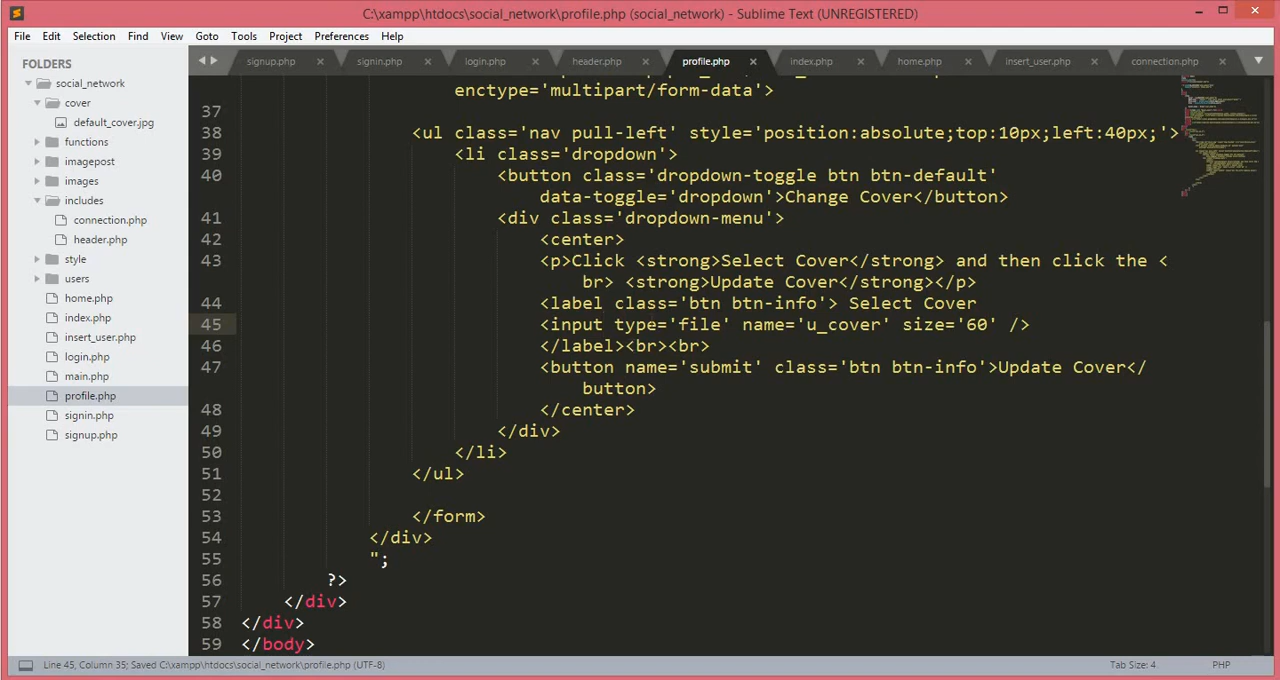 C:\xampp\htdocs\social_network\profile.php (social_network) - Sublime Text (UNREGISTERED)
File Edit Selection Find View Goto Tools Project Preferences Help
signup.php × signin.php × login.php × header.php × profile.php × index.php × home.php × insert_user.php × connection.php ×
FOLDERS
social_network
cover
default_cover.jpg
functions
imagepost
images
includes
connection.php
header.php
style
users
home.php
index.php
insert_user.php
login.php
main.php
profile.php
signin.php
signup.php
enctype='multipart/form-data'>
37
38 <ul class='nav pull-left' style='position:absolute;top:10px;left:40px;'>
39 <li class='dropdown'>
40 <button class='dropdown-toggle btn btn-default'
data-toggle='dropdown'>Change Cover</button>
41 <div class='dropdown-menu'>
42 <center>
43 <p>Click <strong>Select Cover</strong> and then click the <
br> <strong>Update Cover</strong></p>
44 <label class='btn btn-info'> Select Cover
45 <input type='file' name='u_cover' size='60' />
46 </label><br><br>
47 <button name='submit' class='btn btn-info'>Update Cover</
button>
48 </center>
49 </div>
50 </li>
51 </ul>
52
53 </form>
54 </div>
55 ";
56 ?>
57 </div>
58 </div>
59 </body>
Line 45, Column 35; Saved C:\xampp\htdocs\social_network\profile.php (UTF-8)
Tab Size: 4
PHP